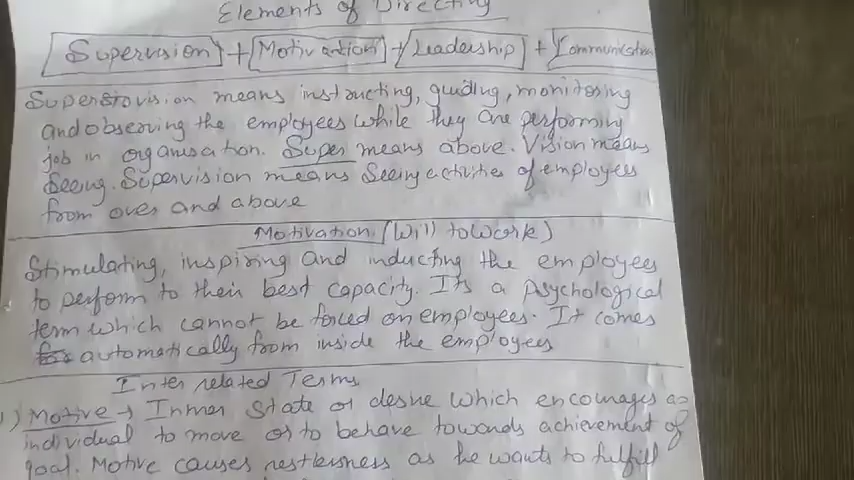 Elements of Directing
Supervision + Motivation + Leadership + Communication
Supervision means instructing, guiding, monitoring
and observing the employees while they are performing
job in organisation. Super means above. Vision means
Seeing. Supervision means Seeing activities of employees
from over and above
Motivation (Will to work)
Stimulating, inspiring and inducting the employees
to perform to their best capacity. Its a Psychological
term which cannot be forced on employees. It comes
automatically from inside the employees
Inter related Terms
1) Motive → Inner State or desire which encourages an
individual to move or to behave towards achievement of
goal. Motive causes restlessness as he wants to fulfill